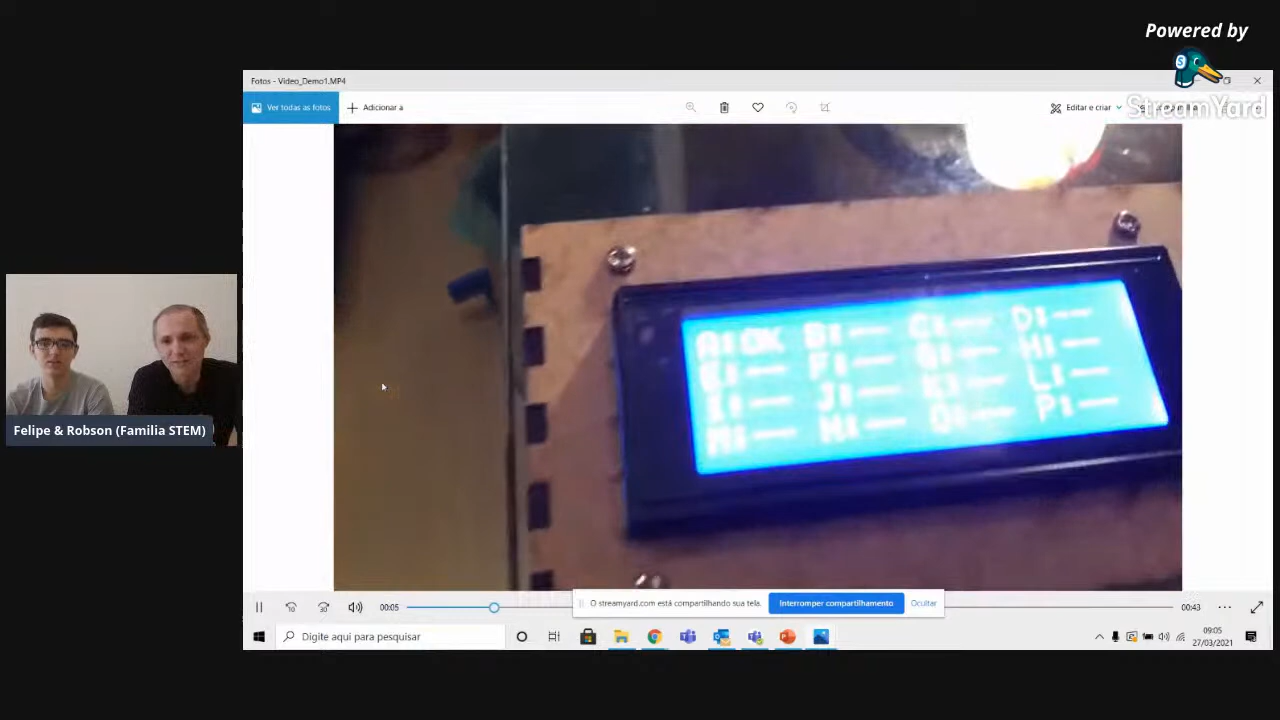 Powered by
StreamYard
Fotos - Video_Demo1.MP4
Ver todas as fotos
Adicionar a
Editar e criar
A:OK B:-- C:-- D:--
E:-- F:-- G:-- H:--
I:-- J:-- K:-- L:--
M:-- N:-- O:-- P:--
Felipe & Robson (Familia STEM)
00:05
O streamyard.com está compartilhando sua tela.
Interromper compartilhamento
Ocultar
00:43
Digite aqui para pesquisar
09:05
27/03/2021